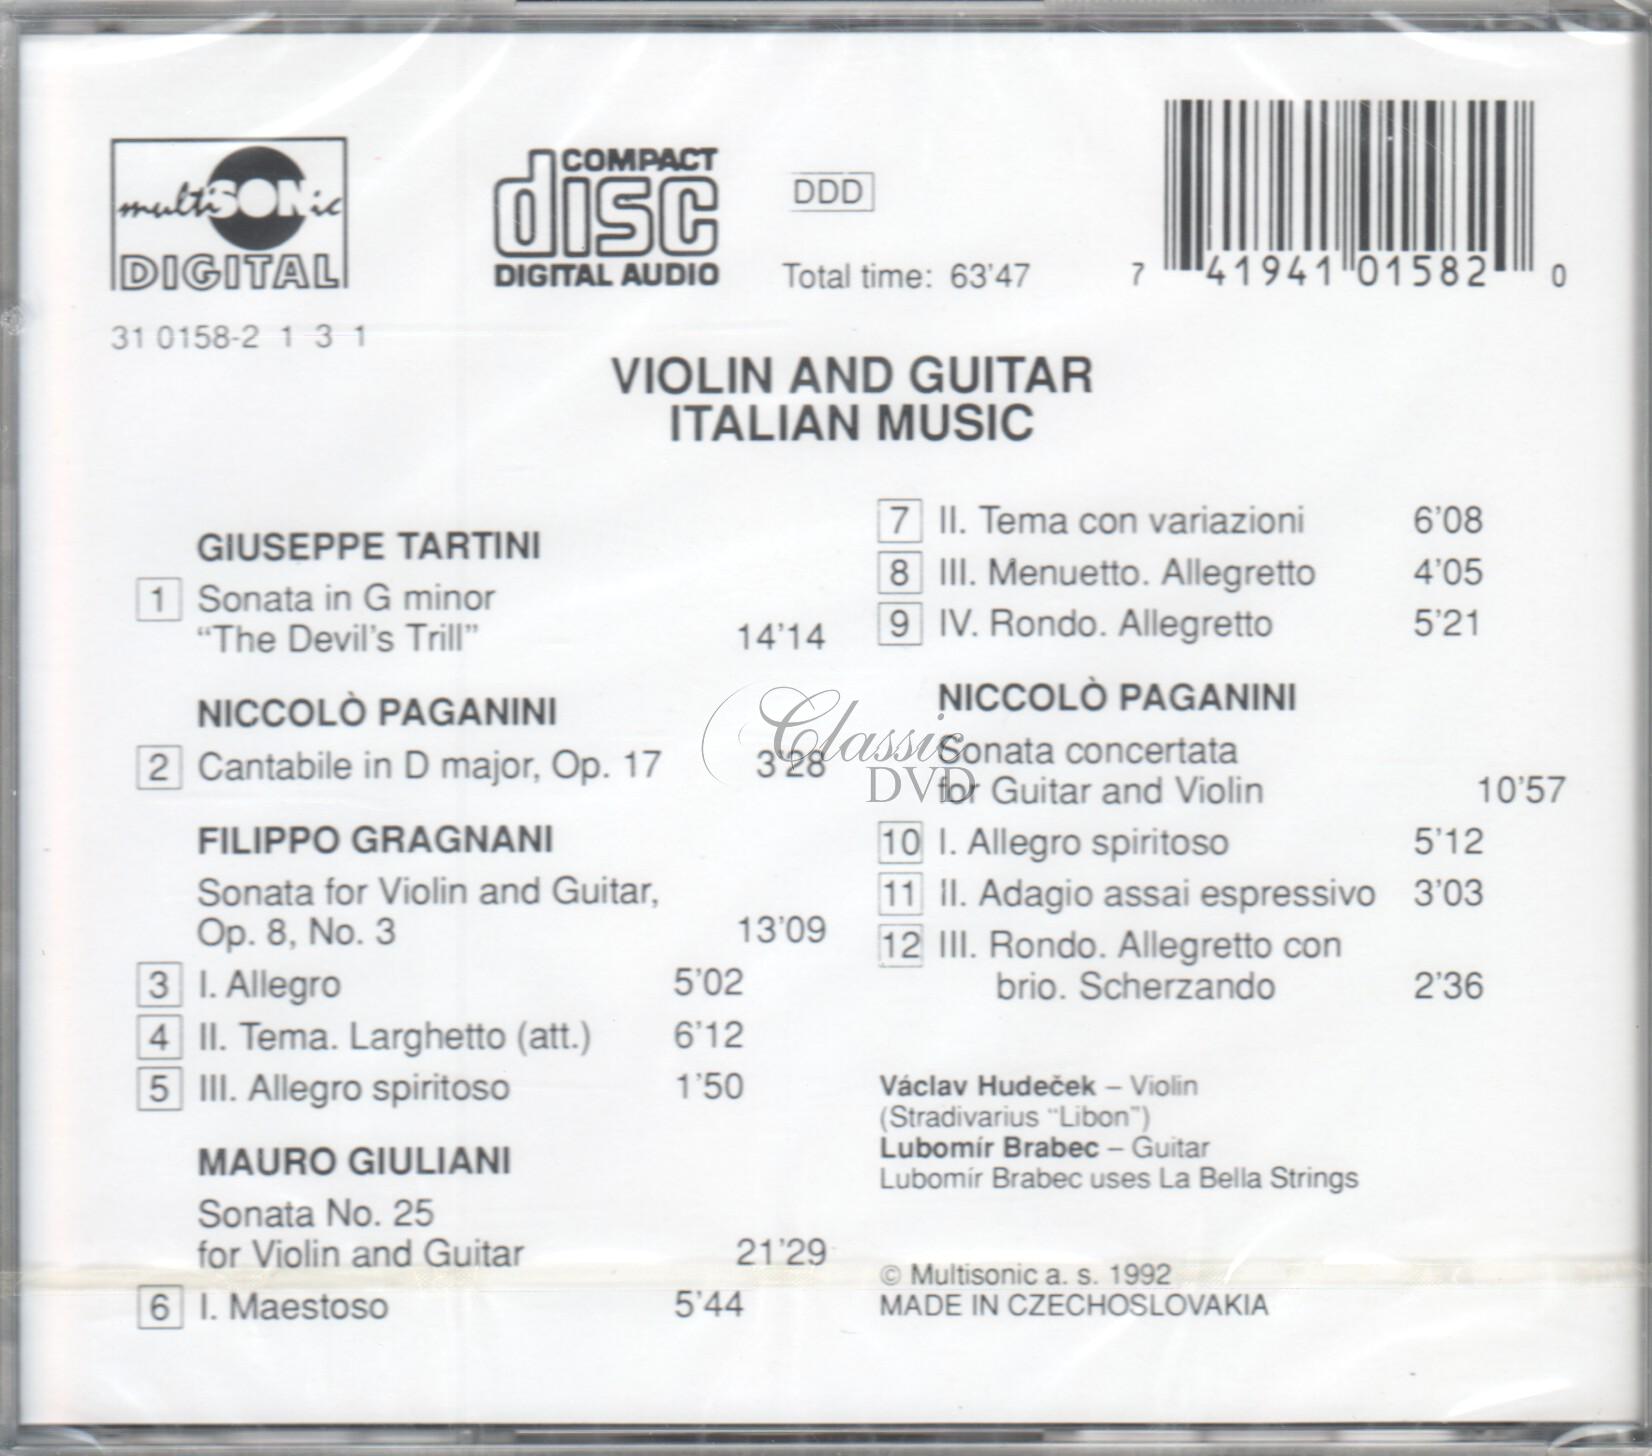 multiSONic
DIGITAL
31 0158-2 1 3 1
COMPACT
disc
DIGITAL AUDIO
DDD
Total time: 63'47
7 41941 01582 0
VIOLIN AND GUITAR
ITALIAN MUSIC
GIUSEPPE TARTINI
1 Sonata in G minor
“The Devil's Trill” 14'14
NICCOLÒ PAGANINI
2 Cantabile in D major, Op. 17 3'28
FILIPPO GRAGNANI
Sonata for Violin and Guitar,
Op. 8, No. 3 13'09
3 I. Allegro 5'02
4 II. Tema. Larghetto (att.) 6'12
5 III. Allegro spiritoso 1'50
MAURO GIULIANI
Sonata No. 25
for Violin and Guitar 21'29
6 I. Maestoso 5'44
7 II. Tema con variazioni 6'08
8 III. Menuetto. Allegretto 4'05
9 IV. Rondo. Allegretto 5'21
NICCOLÒ PAGANINI
Sonata concertata
for Guitar and Violin 10'57
10 I. Allegro spiritoso 5'12
11 II. Adagio assai espressivo 3'03
12 III. Rondo. Allegretto con
brio. Scherzando 2'36
Václav Hudeček – Violin
(Stradivarius “Libon”)
Lubomír Brabec – Guitar
Lubomír Brabec uses La Bella Strings
© Multisonic a. s. 1992
MADE IN CZECHOSLOVAKIA
Classic
DVD